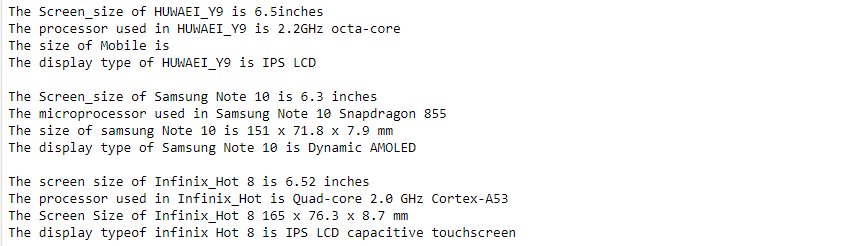 The Screen_size of HUWAEI_Y9 is 6.5inches
The processor used in HUWAEI_Y9 is 2.2GHz octa-core
The size of Mobile is
The display type of HUWAEI_Y9 is IPS LCD
The Screen_size of Samsung Note 10 is 6.3 inches
The microprocessor used in Samsung Note 10 Snapdragon 855
The size of samsung Note 10 is 151 x 71.8 x 7.9 mm
The display type of Samsung Note 10 is Dynamic AMOLED
The screen size of Infinix_Hot 8 is 6.52 inches
The processor used in Infinix_Hot is Quad-core 2.0 GHz Cortex-A53
The Screen Size of Infinix_Hot 8 165 x 76.3 x 8.7 mm
The display typeof infinix Hot 8 is IPS LCD capacitive touchscreen